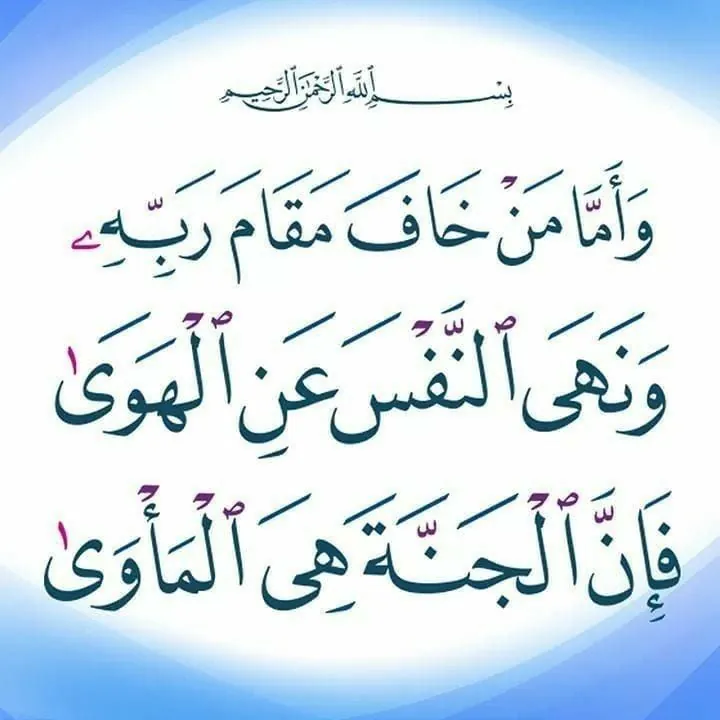 بِسْمِ ٱللَّهِ ٱلرَّحْمَٰنِ ٱلرَّحِيمِ
وَأَمَّا مَنْ خَافَ مَقَامَ رَبِّهِۦ
وَنَهَى ٱلنَّفْسَ عَنِ ٱلْهَوَىٰ
فَإِنَّ ٱلْجَنَّةَ هِىَ ٱلْمَأْوَىٰ